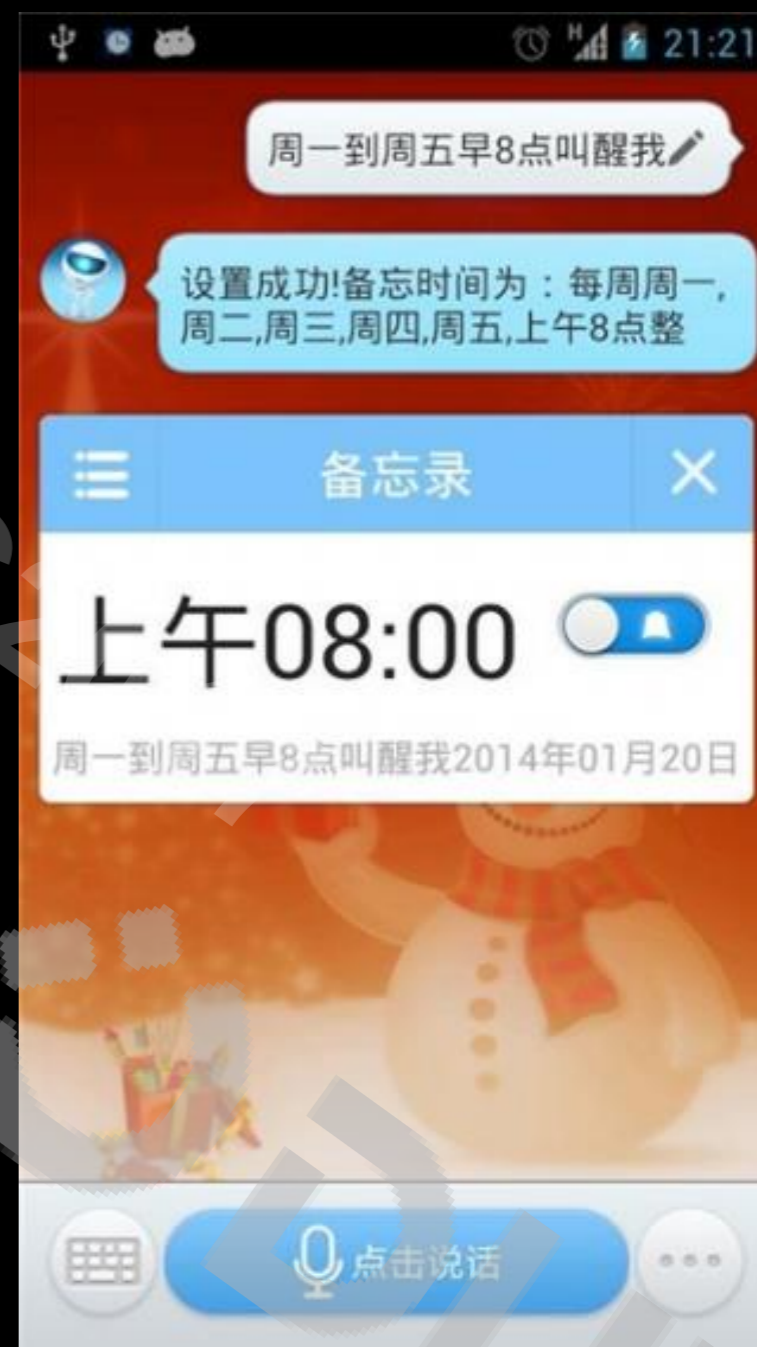 21:21
周一到周五早8点叫醒我
设置成功!备忘时间为：每周周一,
周二,周三,周四,周五,上午8点整
备忘录
上午08:00
周一到周五早8点叫醒我2014年01月20日
点击说话